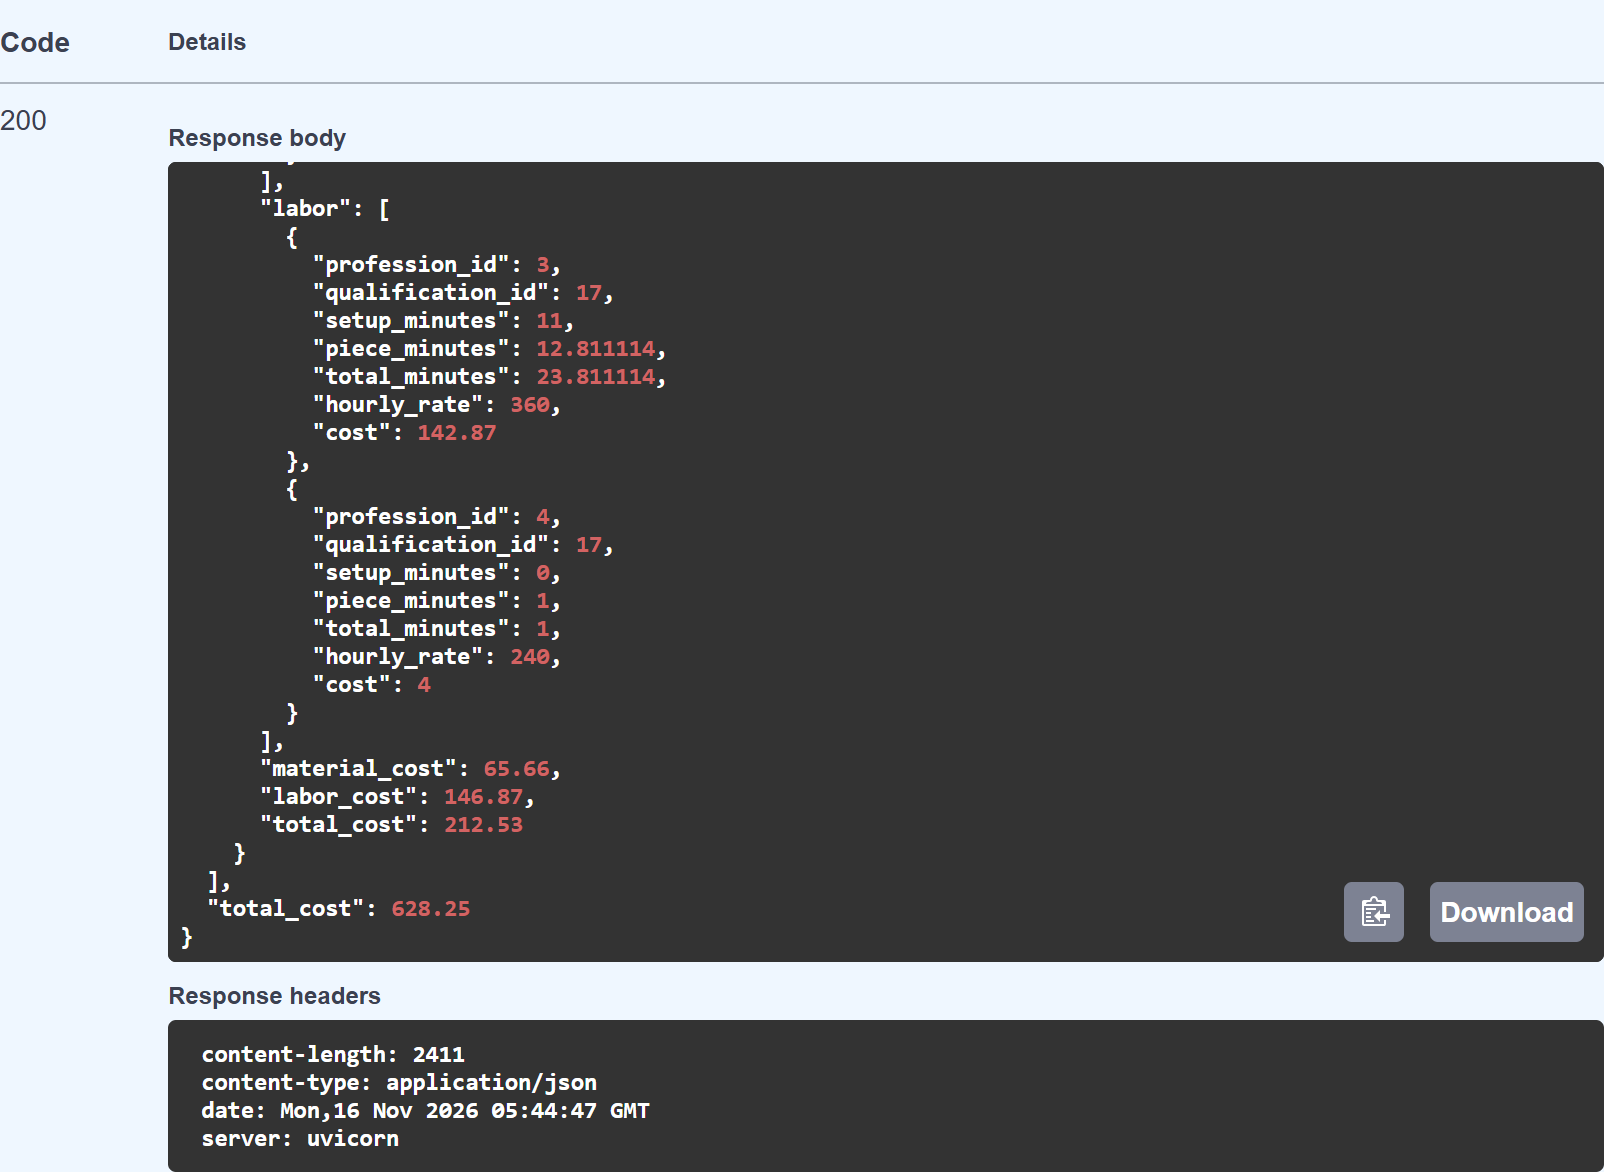 Code Details
200
Response body
],
"labor": [
{
"profession_id": 3,
"qualification_id": 17,
"setup_minutes": 11,
"piece_minutes": 12.811114,
"total_minutes": 23.811114,
"hourly_rate": 360,
"cost": 142.87
},
{
"profession_id": 4,
"qualification_id": 17,
"setup_minutes": 0,
"piece_minutes": 1,
"total_minutes": 1,
"hourly_rate": 240,
"cost": 4
}
],
"material_cost": 65.66,
"labor_cost": 146.87,
"total_cost": 212.53
}
],
"total_cost": 628.25
}
Download
Response headers
content-length: 2411
content-type: application/json
date: Mon,16 Nov 2026 05:44:47 GMT
server: uvicorn